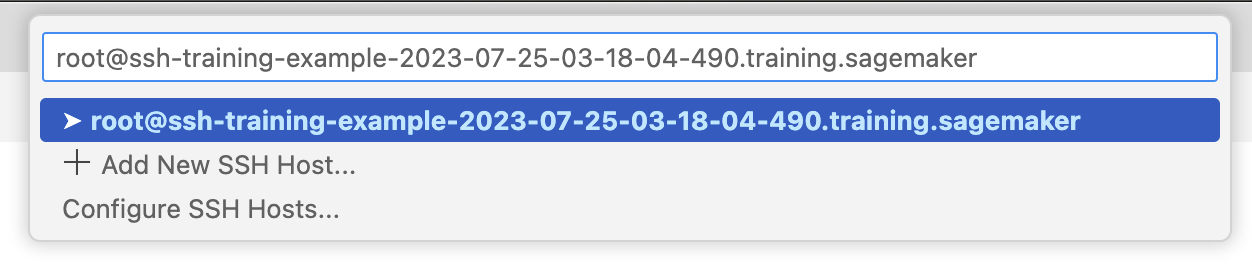 root@ssh-training-example-2023-07-25-03-18-04-490.training.sagemaker
➤ root@ssh-training-example-2023-07-25-03-18-04-490.training.sagemaker
+ Add New SSH Host...
Configure SSH Hosts...